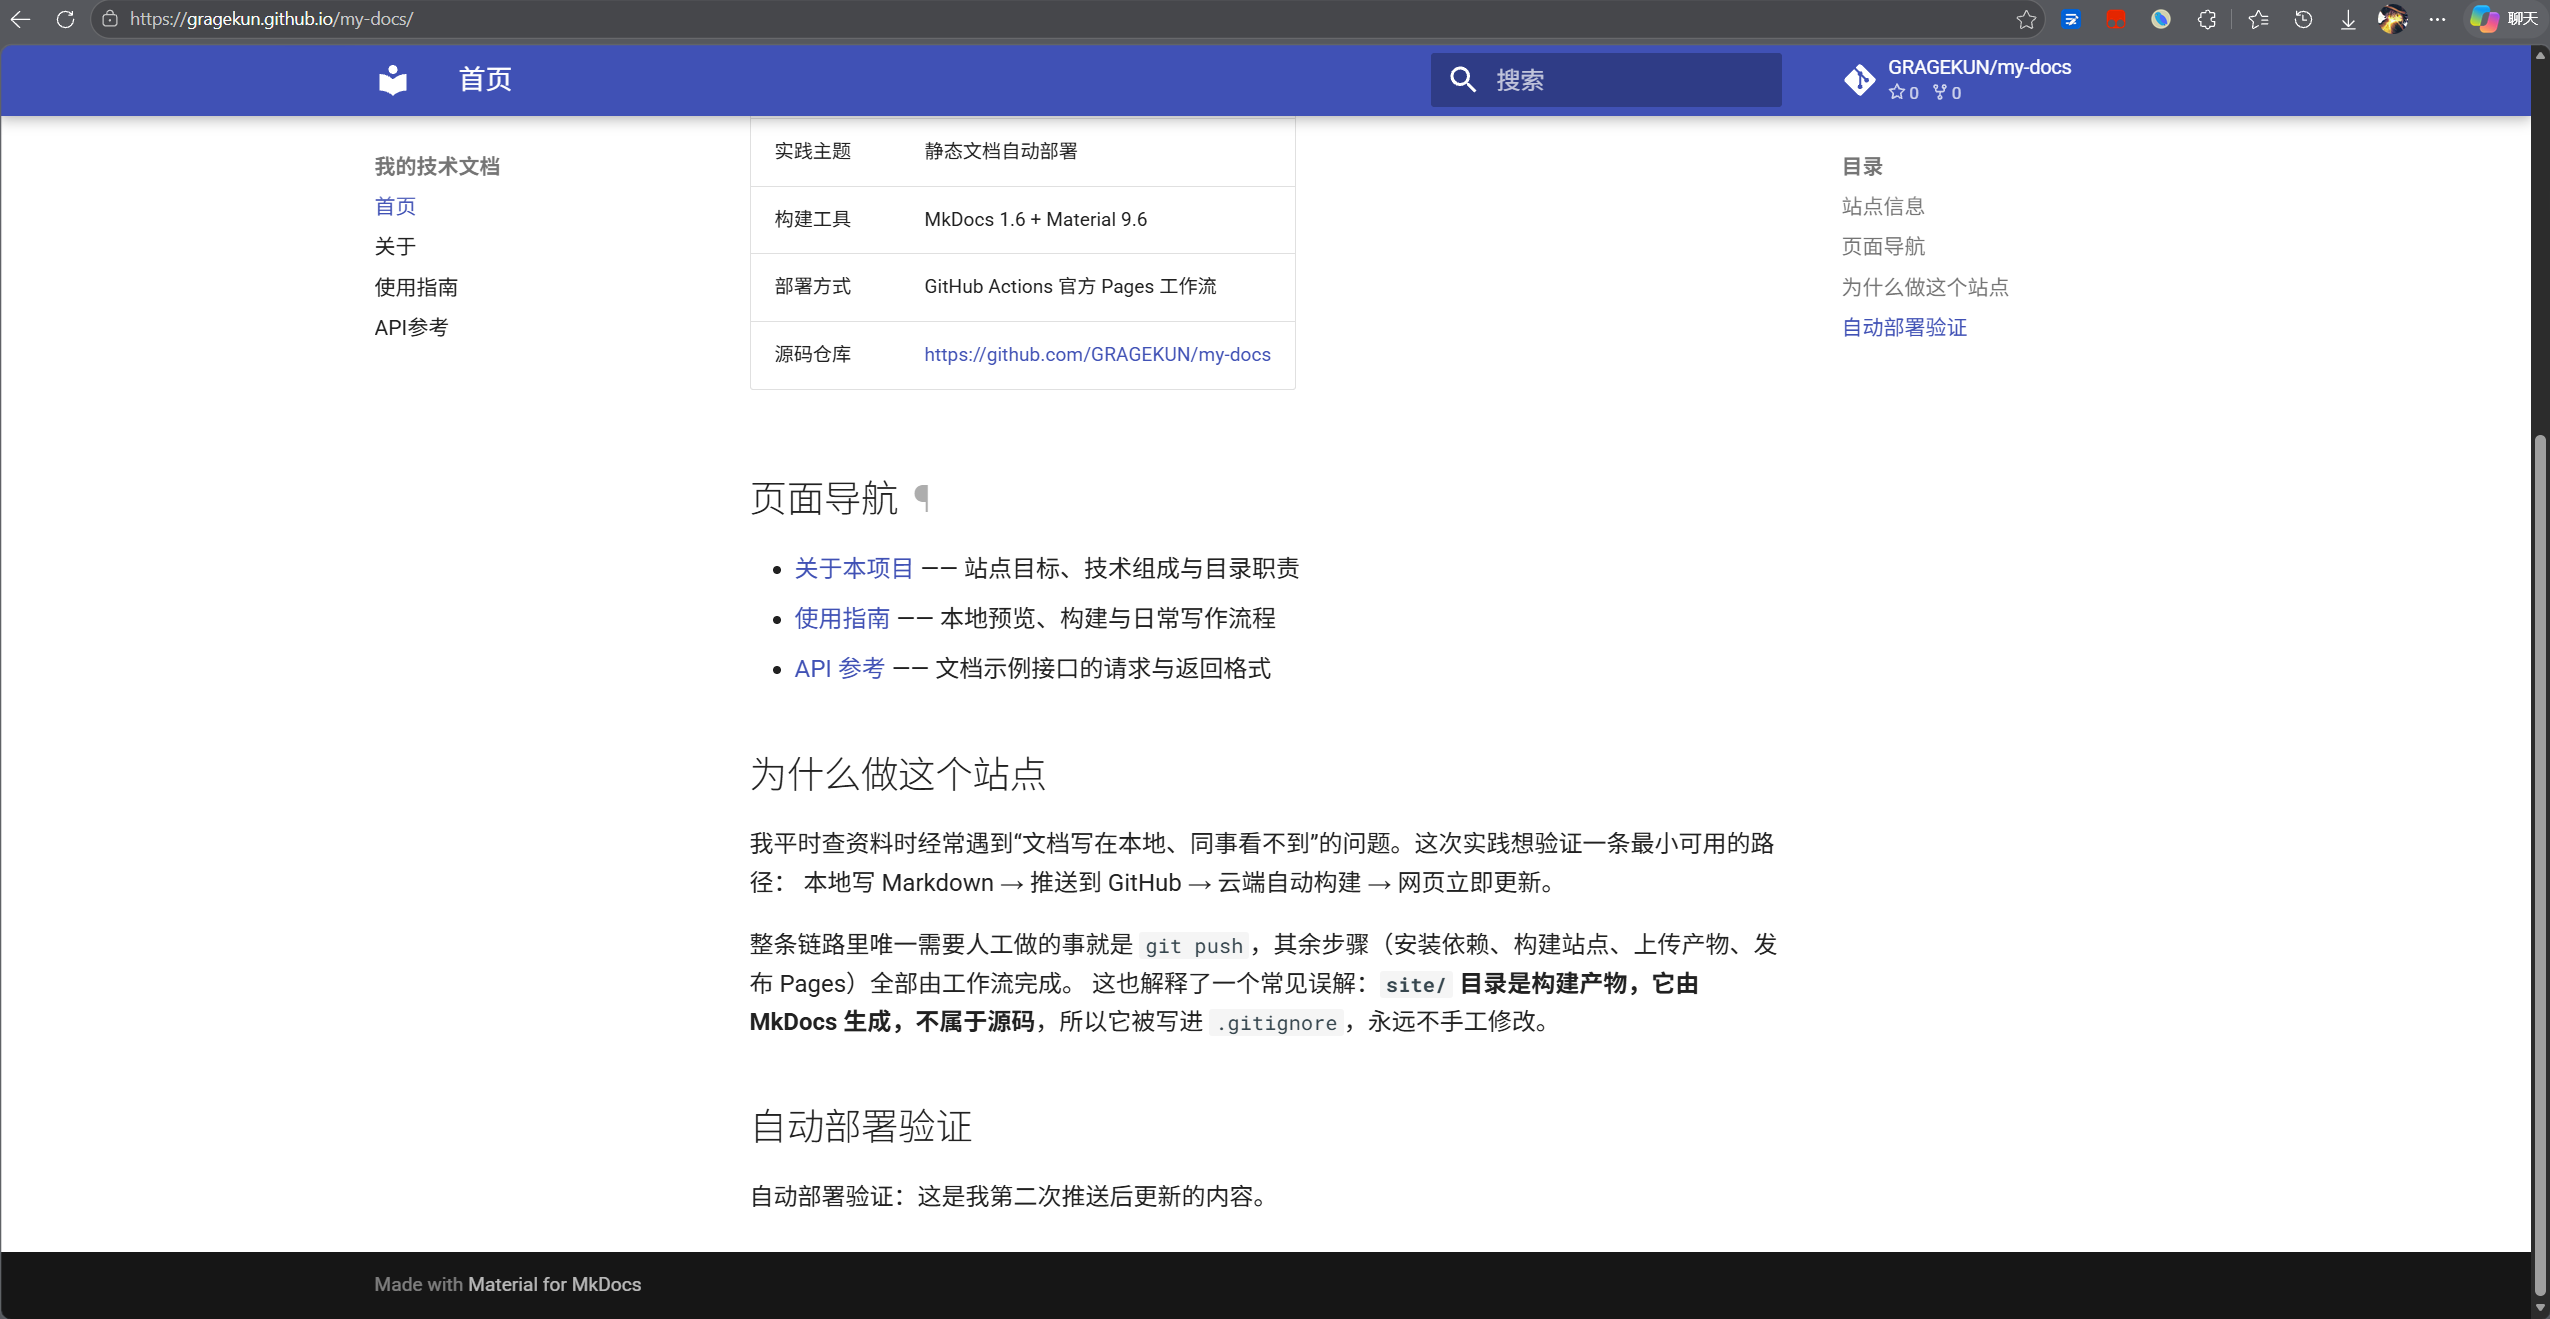 https://gragekun.github.io/my-docs/
聊天
首页
搜索
GRAGEKUN/my-docs
0 0
我的技术文档
首页
关于
使用指南
API参考
实践主题 静态文档自动部署
构建工具 MkDocs 1.6 + Material 9.6
部署方式 GitHub Actions 官方 Pages 工作流
源码仓库 https://github.com/GRAGEKUN/my-docs
页面导航 ¶
• 关于本项目 —— 站点目标、技术组成与目录职责
• 使用指南 —— 本地预览、构建与日常写作流程
• API 参考 —— 文档示例接口的请求与返回格式
为什么做这个站点
我平时查资料时经常遇到“文档写在本地、同事看不到”的问题。这次实践想验证一条最小可用的路
径： 本地写 Markdown → 推送到 GitHub → 云端自动构建 → 网页立即更新。
整条链路里唯一需要人工做的事就是 git push，其余步骤（安装依赖、构建站点、上传产物、发
布 Pages）全部由工作流完成。 这也解释了一个常见误解：site/ 目录是构建产物，它由
MkDocs 生成，不属于源码，所以它被写进 .gitignore，永远不手工修改。
自动部署验证
自动部署验证：这是我第二次推送后更新的内容。
目录
站点信息
页面导航
为什么做这个站点
自动部署验证
Made with Material for MkDocs